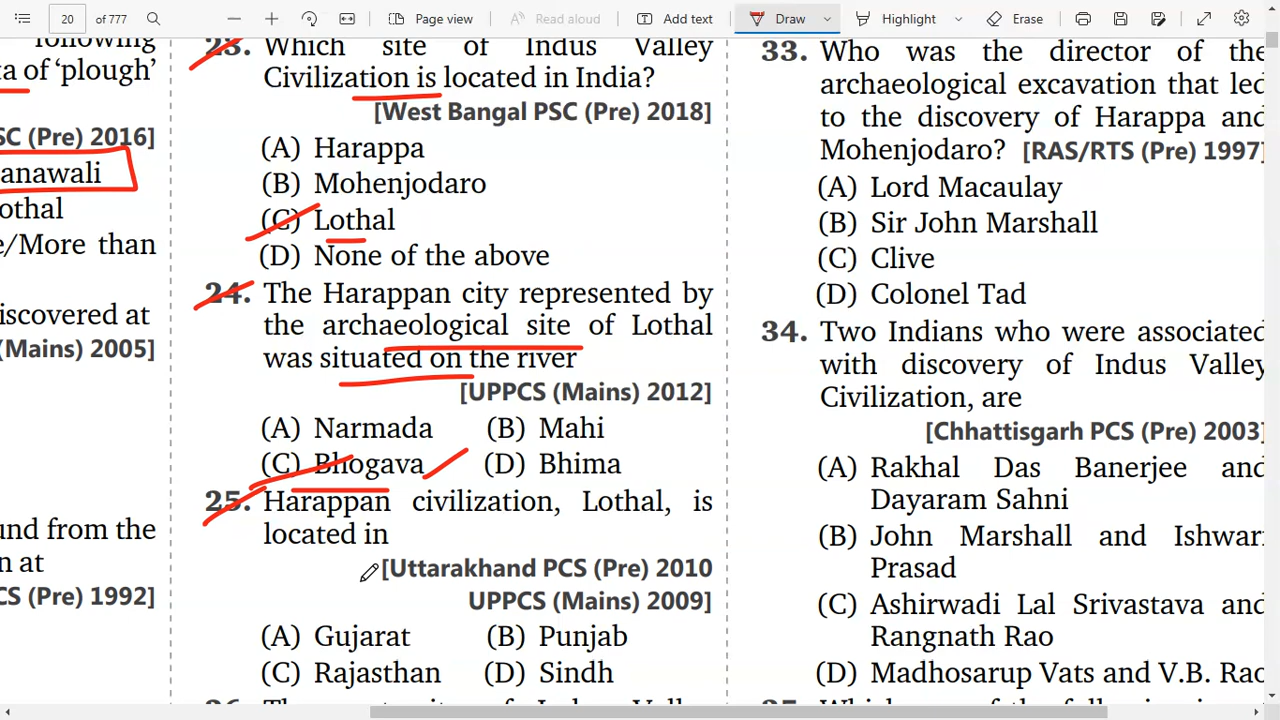 20 of 777
Page view
Read aloud
Add text
Draw
Highlight
Erase
following
ta of ‘plough’
SC (Pre) 2016]
anawali
othal
e/More than
iscovered at
(Mains) 2005]
und from the
n at
CS (Pre) 1992]
23. Which site of Indus Valley
Civilization is located in India?
[West Bangal PSC (Pre) 2018]
(A) Harappa
(B) Mohenjodaro
(C) Lothal
(D) None of the above
24. The Harappan city represented by
the archaeological site of Lothal
was situated on the river
[UPPCS (Mains) 2012]
(A) Narmada (B) Mahi
(C) Bhogava (D) Bhima
25. Harappan civilization, Lothal, is
located in
[Uttarakhand PCS (Pre) 2010
UPPCS (Mains) 2009]
(A) Gujarat (B) Punjab
(C) Rajasthan (D) Sindh
33. Who was the director of the
archaeological excavation that led
to the discovery of Harappa and
Mohenjodaro? [RAS/RTS (Pre) 1997]
(A) Lord Macaulay
(B) Sir John Marshall
(C) Clive
(D) Colonel Tad
34. Two Indians who were associated
with discovery of Indus Valley
Civilization, are
[Chhattisgarh PCS (Pre) 2003]
(A) Rakhal Das Banerjee and
Dayaram Sahni
(B) John Marshall and Ishwari
Prasad
(C) Ashirwadi Lal Srivastava and
Rangnath Rao
(D) Madhosarup Vats and V.B. Rao